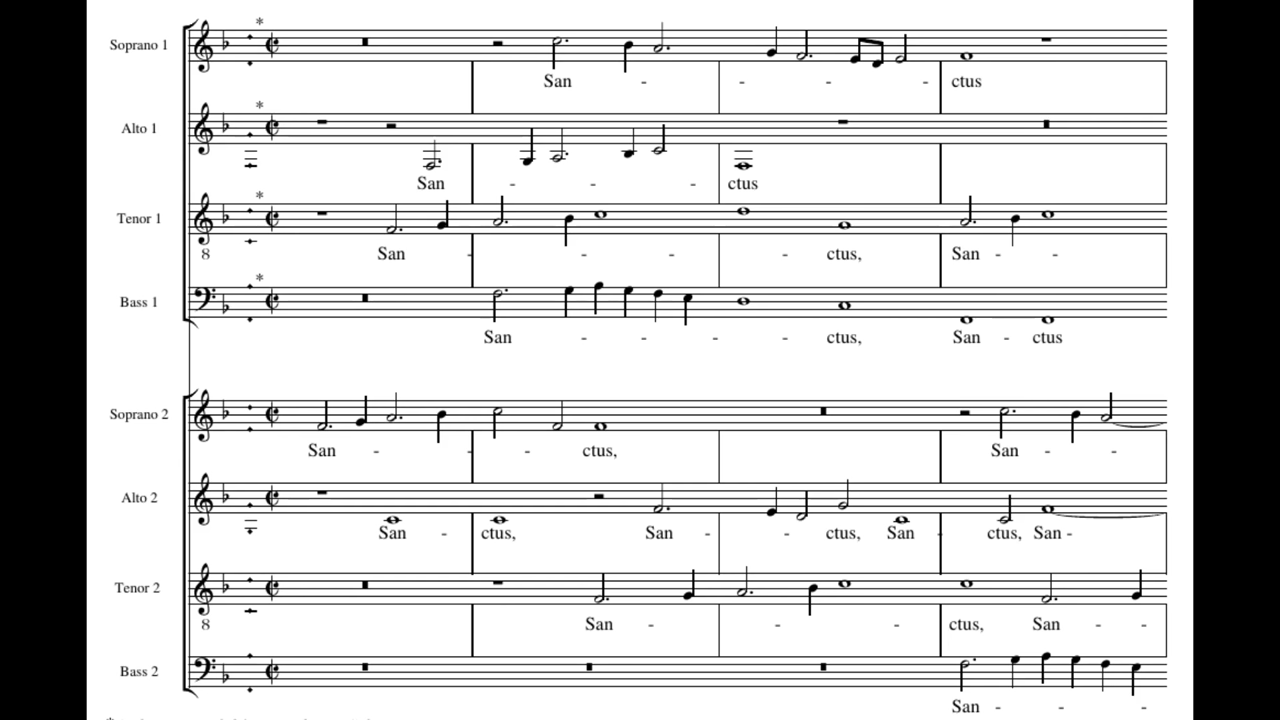 Soprano 1
*
San - - - - ctus
Alto 1
*
San - - - ctus
Tenor 1
*
8
San - - - - ctus, San - -
Bass 1
*
San - - - - ctus, San - ctus
Soprano 2
San - - - ctus, San - -
Alto 2
San - ctus, San - - ctus, San - ctus, San -
Tenor 2
8
San - - - ctus, San - -
Bass 2
San - - -